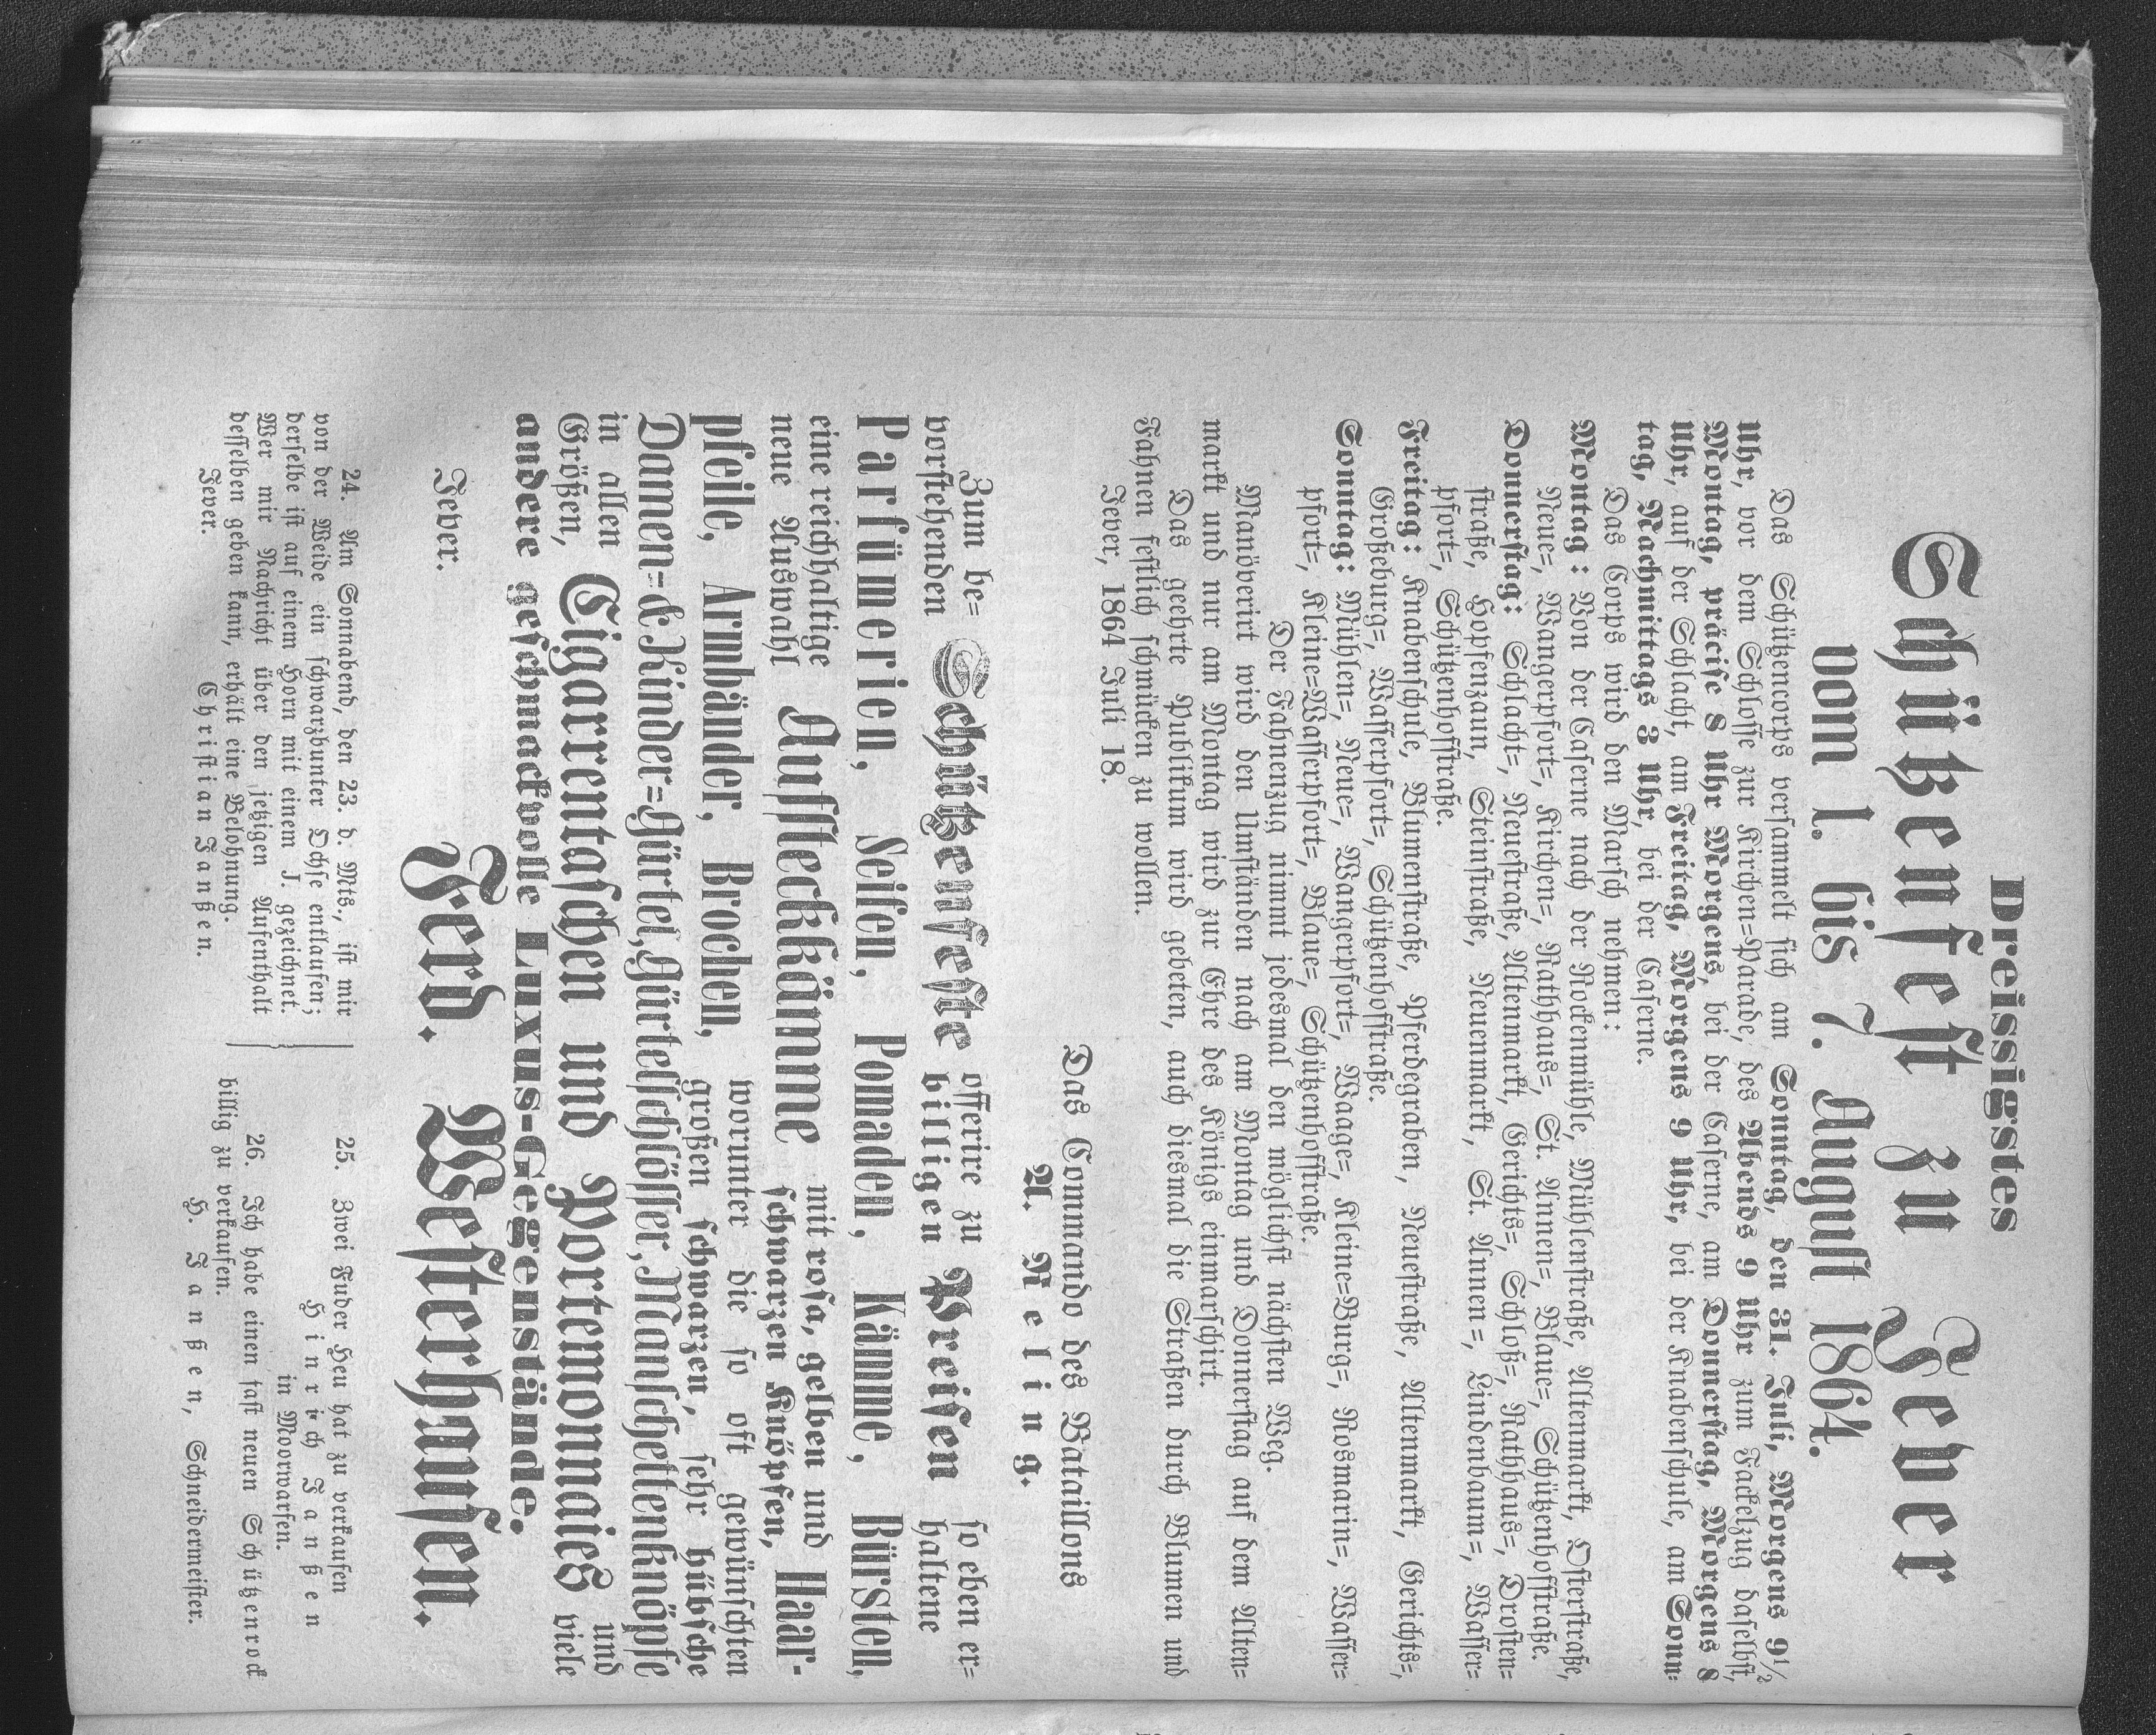 Dreissigstes
Schützenfest zu Jever
vom 1. bis 7. August 1864.
Das Schützencorps versammelt sich am Sonntag, den 31. Juli, Morgens 9½
Uhr, vor dem Schlosse zur Kirchen=Parade, des Abends 9 Uhr zum Fackelzug daselbst,
Montag, präcise 8 Uhr Morgens, bei der Caserne, am Donnerstag, Morgens 8
Uhr, auf der Schlacht, am Freitag, Morgens 9 Uhr, bei der Knabenschule, am Sonn=
tag, Nachmittags 3 Uhr, bei der Caserne.
Das Corps wird den Marsch nehmen:
Montag: Von der Caserne nach der Nockenmühle, Mühlenstraße, Altenmarkt, Osterstraße,
Neue=, Wangerpfort=, Kirchen=, Rathhaus=, St. Annen=, Blaue=, Schützenhofstraße.
Donnerstag: Schlacht=, Neuestraße, Altenmarkt, Gerichts=, Schloß=, Rathhaus=, Drosten=
straße, Hopfenzaun, Steinstraße, Neuenmarkt, St. Annen=, Lindenbaum=, Wasser=
pfort=, Schützenhofstraße.
Freitag: Knabenschule, Blumenstraße, Pferdegraben, Neuestraße, Altenmarkt, Gerichts=,
Großeburg=, Wasserpfort=, Schützenhofstraße.
Sonntag: Mühlen=, Neue=, Wangerpfort=, Waage=, Kleine=Burg=, Rosmarin=, Wasser=
pfort=, Kleine=Wasserpfort=, Blaue=, Schützenhofstraße.
Der Fahnenzug nimmt jedesmal den möglichst nächsten Weg.
Manöverirt wird den Umständen nach am Montag und Donnerstag auf dem Alten=
markt und nur am Montag wird zur Ehre des Königs einmarschirt.
Das geehrte Publikum wird gebeten, auch diesmal die Straßen durch Blumen und
Fahnen festlich schmücken zu wollen.
Jever, 1864 Juli 18.
Das Commando des Bataillons
A. Neling.
Zum be=
vorstehenden Schützenfeste offerire zu
billigen Preisen so eben er=
haltene
Parfümerien, Seifen, Pomaden, Kämme, Bürsten,
eine reichhaltige
neue Auswahl Aufsteckkämme mit rosa, gelben und
schwarzen Knöpfen, Haar-
pfeile, Armbänder, Brochen, worunter die so oft gewünschten
großen schwarzen, sehr hübsche
Damen=&Kinder=Gürtel,Gürtelschlösser,Manschettenknöpfe
in allen
Größen, Cigarrentaschen und Portemonnaies und
viele
andere geschmackvolle Luxus-Gegenstände.
Jever. Ferd. Westerhausen.
24. Am Sonnabend, den 23. d. Mts., ist mir
von der Weide ein schwarzbunter Ochse entlaufen;
derselbe ist auf einem Horn mit einem J. gezeichnet.
Wer mir Nachricht über den jetzigen Aufenthalt
desselben geben kann, erhält eine Belohnung.
Jever. Christian Janßen.
25. Zwei Fuder Heu hat zu verkaufen
Hinrich Janßen
in Moorwarfen.
26. Ich habe einen fast neuen Schützenrock
billig zu verkaufen.
H. Janßen, Schneidermeister.